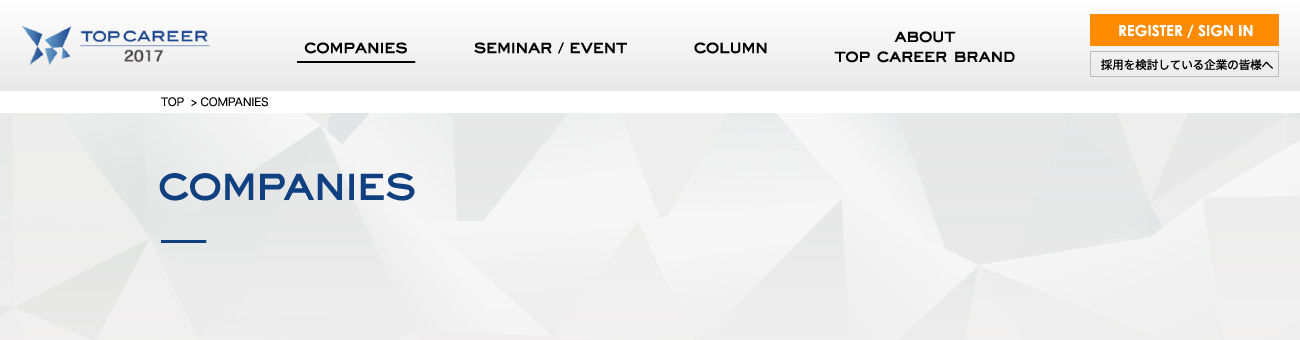 TOP CAREER
2017
COMPANIES
SEMINAR / EVENT
COLUMN
ABOUT
TOP CAREER BRAND
REGISTER / SIGN IN
採用を検討している企業の皆様へ
TOP > COMPANIES
COMPANIES